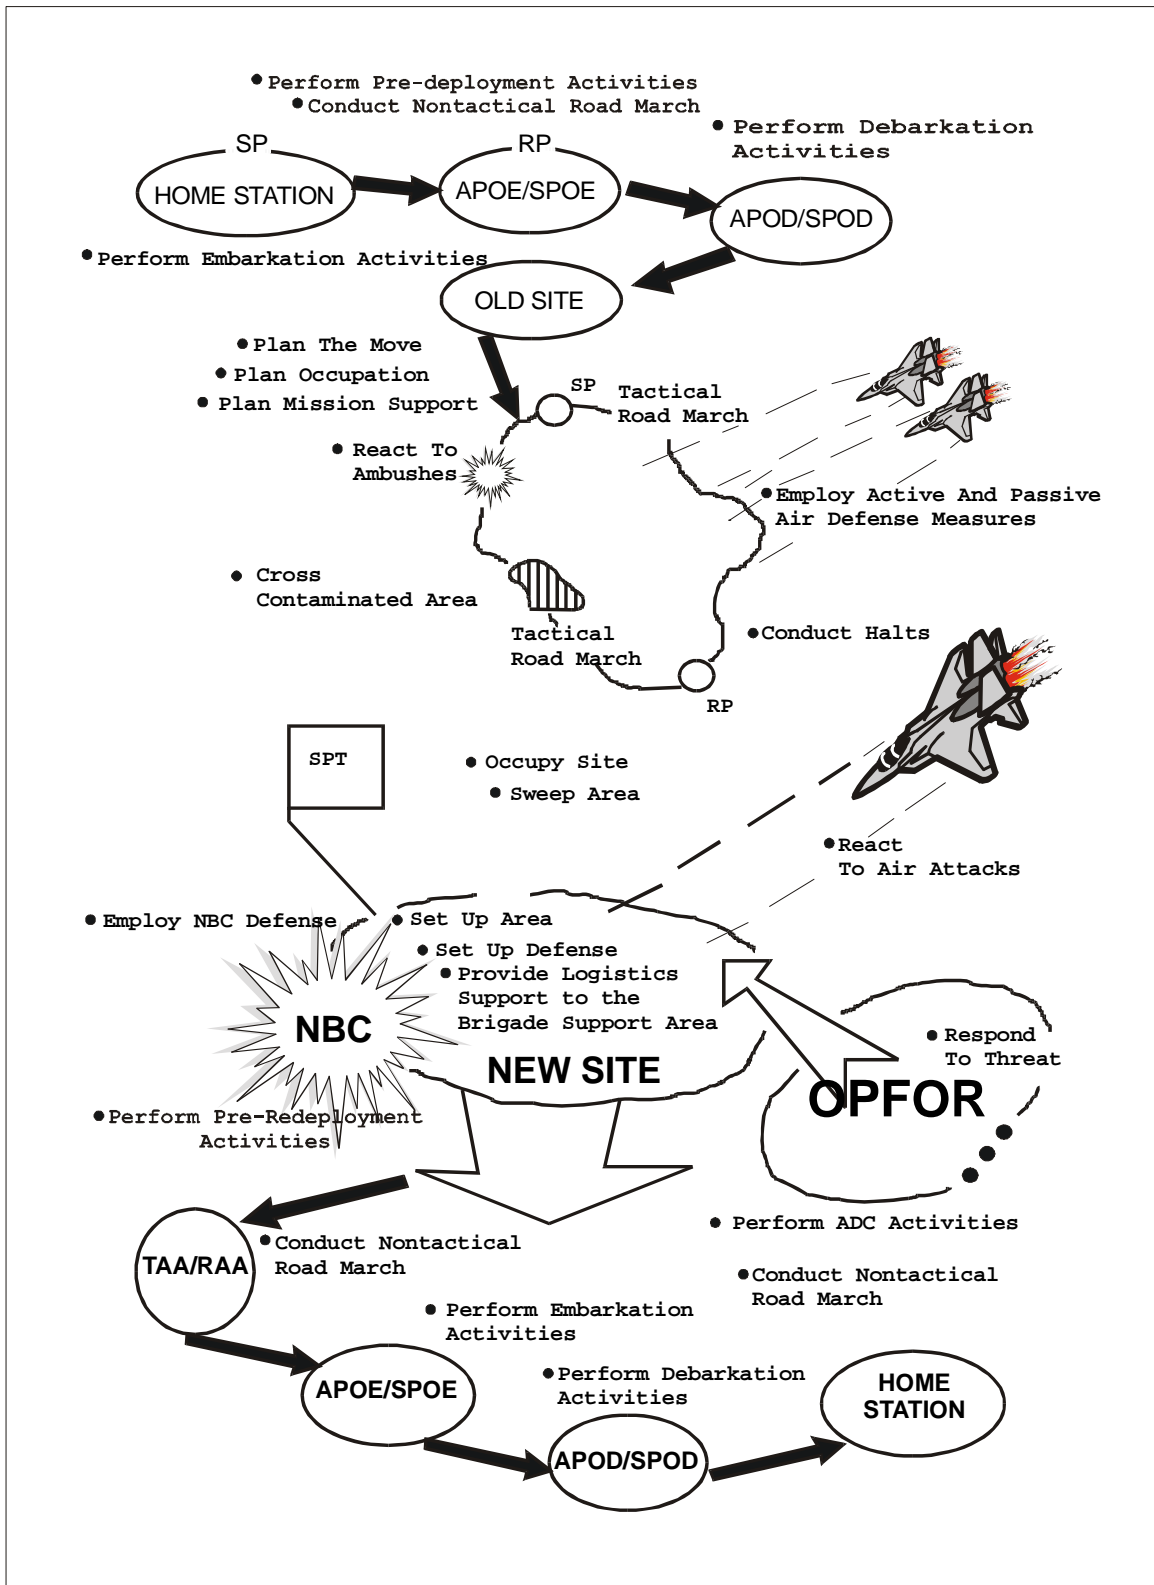 ● Perform Pre-deployment Activities
● Conduct Nontactical Road March
● Perform Debarkation
Activities
SP
RP
HOME STATION
APOE/SPOE
APOD/SPOD
● Perform Embarkation Activities
OLD SITE
● Plan The Move
● Plan Occupation
● Plan Mission Support
SP
Tactical
Road March
● React To
Ambushes
● Employ Active And Passive
Air Defense Measures
● Cross
Contaminated Area
Tactical
Road March
● Conduct Halts
RP
SPT
● Occupy Site
● Sweep Area
● React
To Air Attacks
● Employ NBC Defense
● Set Up Area
● Set Up Defense
● Provide Logistics
Support to the
Brigade Support Area
NBC
NEW SITE
● Respond
To Threat
OPFOR
● Perform Pre-Redeployment
Activities
● Perform ADC Activities
TAA/RAA
● Conduct Nontactical
Road March
● Conduct Nontactical
Road March
● Perform Embarkation
Activities
APOE/SPOE
● Perform Debarkation
Activities
HOME
STATION
APOD/SPOD